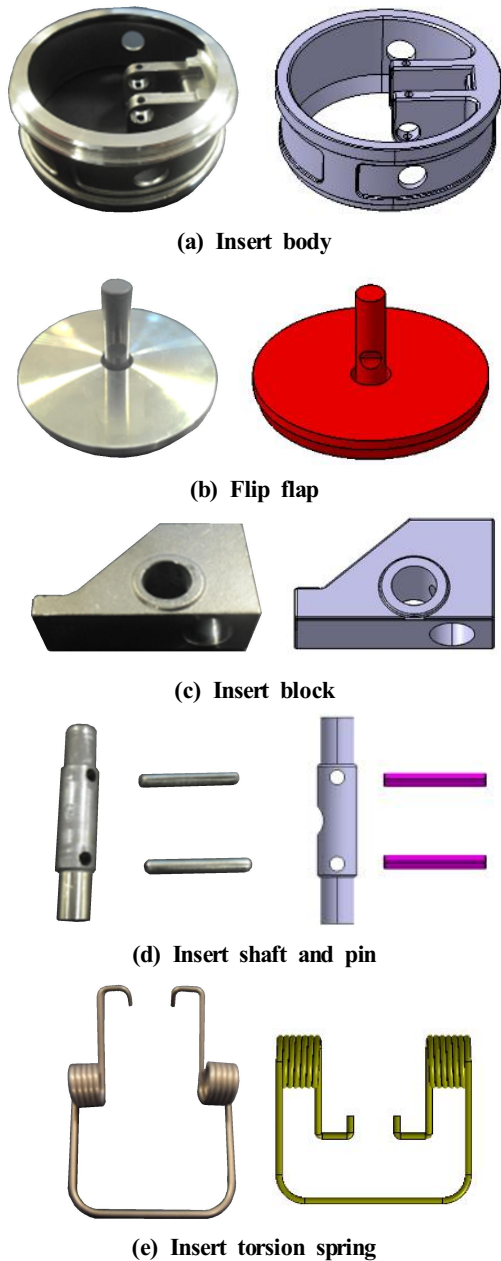 (a) Insert body
(b) Flip flap
(c) Insert block
(d) Insert shaft and pin
(e) Insert torsion spring